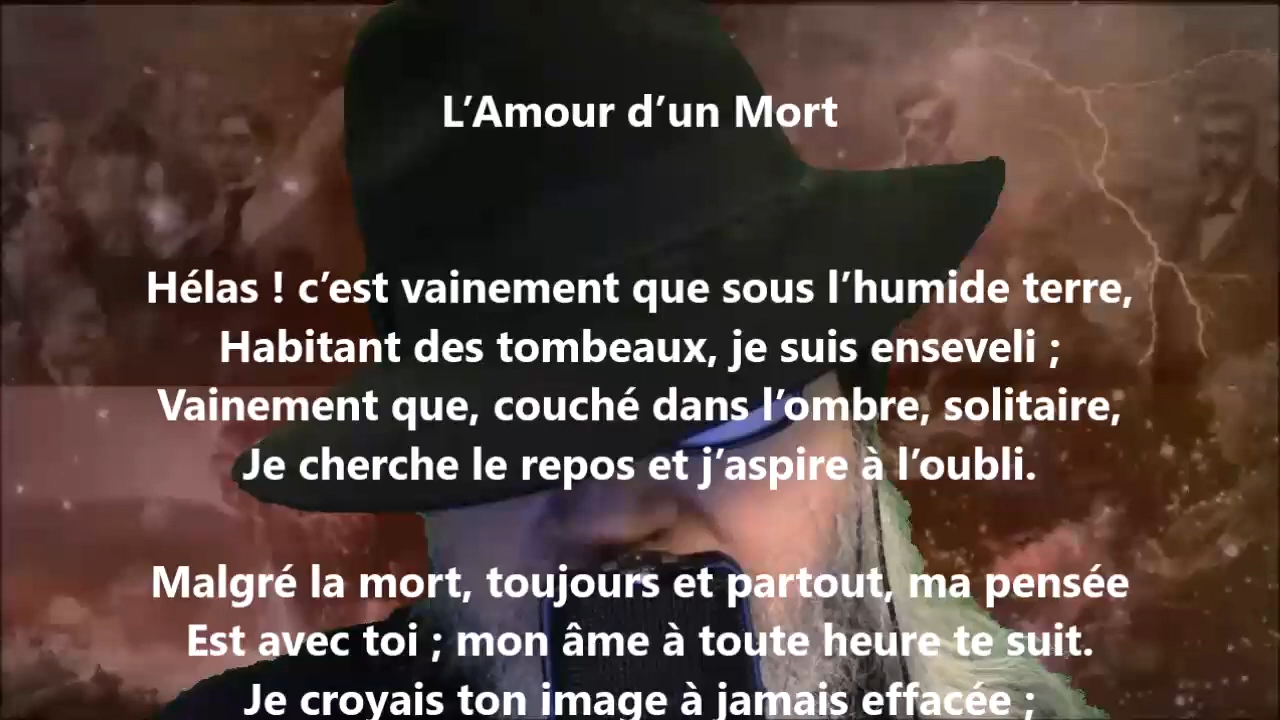 L’Amour d’un Mort
Hélas ! c’est vainement que sous l’humide terre,
Habitant des tombeaux, je suis enseveli ;
Vainement que, couché dans l’ombre, solitaire,
Je cherche le repos et j’aspire à l’oubli.
Malgré la mort, toujours et partout, ma pensée
Est avec toi ; mon âme à toute heure te suit.
Je croyais ton image à jamais effacée ;